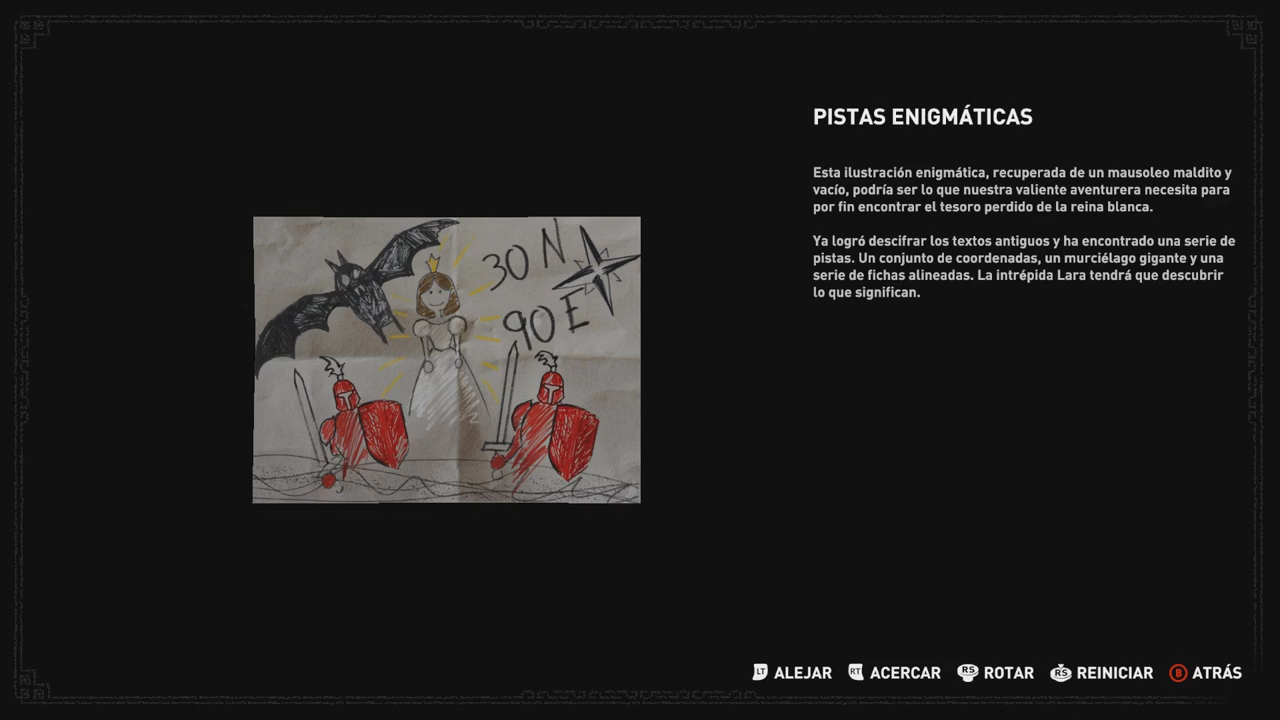 PISTAS ENIGMÁTICAS
Esta ilustración enigmática, recuperada de un mausoleo maldito y
vacío, podría ser lo que nuestra valiente aventurera necesita para
por fin encontrar el tesoro perdido de la reina blanca.
Ya logró descifrar los textos antiguos y ha encontrado una serie de
pistas. Un conjunto de coordenadas, un murciélago gigante y una
serie de fichas alineadas. La intrépida Lara tendrá que descubrir
lo que significan.
30 N
90 E
LT ALEJAR RT ACERCAR RS ROTAR RS REINICIAR B ATRÁS